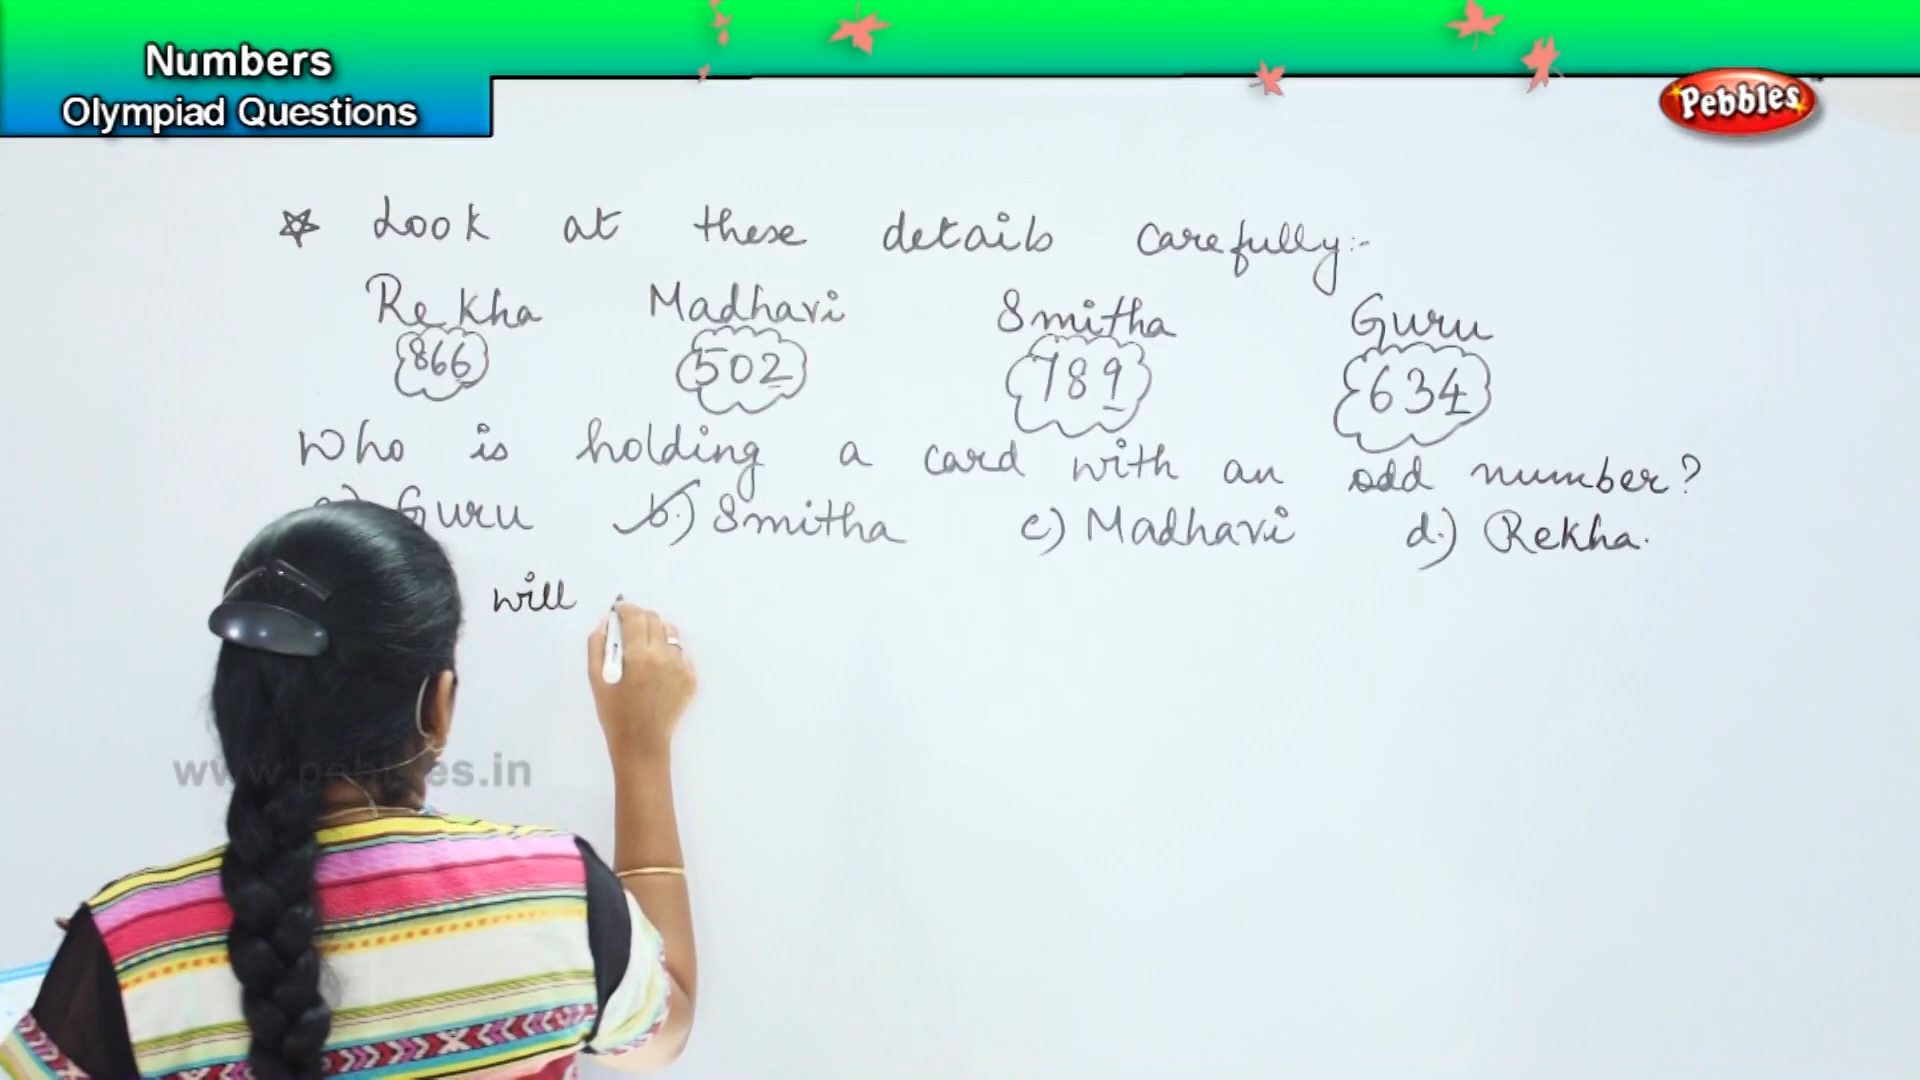 Numbers
Olympiad Questions
Pebbles
Look at these details carefully:-
Rekha Madhavi Smitha Guru
866 502 789 634
Who is holding a card with an odd number?
Guru b.) Smitha c) Madhavi d.) Rekha.
will
www.pebbles.in